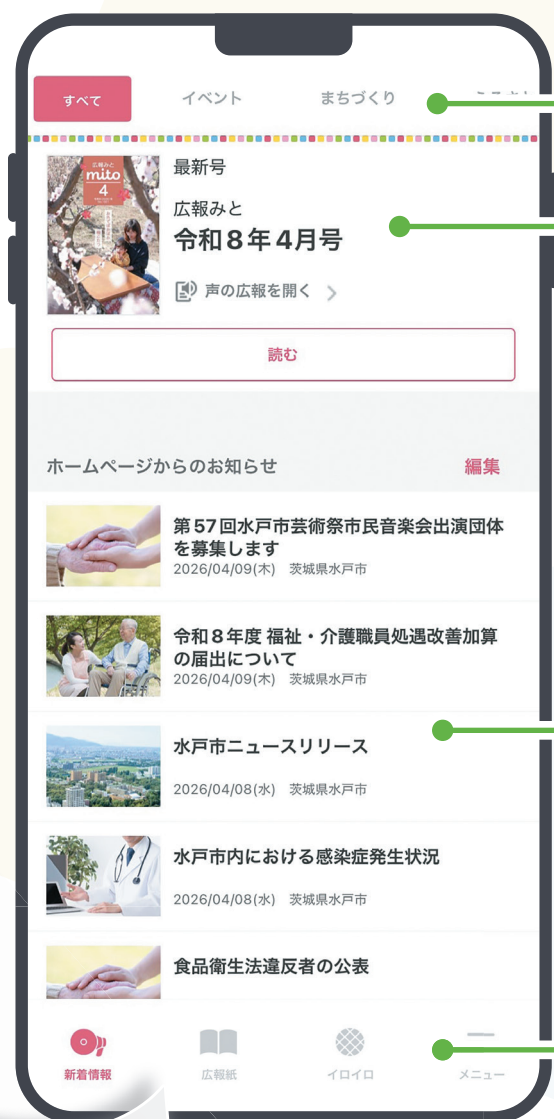 すべて
イベント
まちづくり
広報みと
mito
4
最新号
広報みと
令和8年4月号
声の広報を開く
読む
ホームページからのお知らせ
編集
第57回水戸市芸術祭市民音楽会出演団体
を募集します
2026/04/09(木) 茨城県水戸市
令和8年度 福祉・介護職員処遇改善加算
の届出について
2026/04/09(木) 茨城県水戸市
水戸市ニュースリリース
2026/04/08(水) 茨城県水戸市
水戸市内における感染症発生状況
2026/04/08(水) 茨城県水戸市
食品衛生法違反者の公表
新着情報
広報紙
イロイロ
メニュー